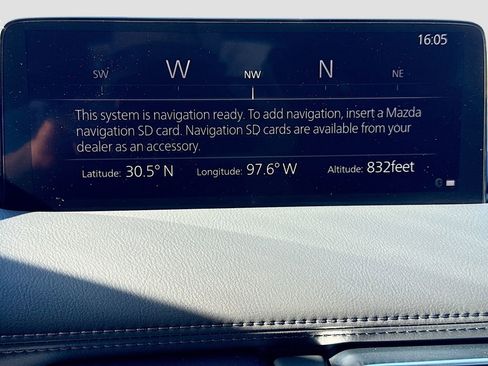 16:05
SW W NW N NE
This system is navigation ready. To add navigation, insert a Mazda
navigation SD card. Navigation SD cards are available from your
dealer as an accessory.
Latitude: 30.5° N Longitude: 97.6° W Altitude: 832feet